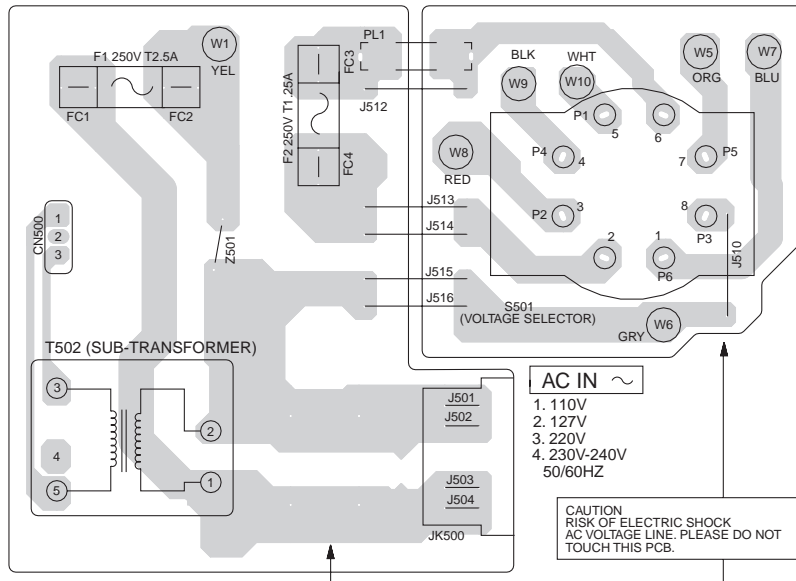 F1 250V T2.5A
FC1
FC2
W1
YEL
F2 250V T1.25A
FC3
FC4
PL1
J512
J513
J514
J515
J516
CN500
1
2
3
Z501
T502 (SUB-TRANSFORMER)
3
4
5
2
1
J501
J502
J503
J504
JK500
BLK
W9
WHT
W10
W5
ORG
W7
BLU
P1
5
6
W8
RED
P4
4
7
P5
P2
3
8
P3
2
1
P6
J510
S501
(VOLTAGE SELECTOR)
GRY
W6
AC IN ~
1. 110V
2. 127V
3. 220V
4. 230V-240V
50/60HZ
CAUTION
RISK OF ELECTRIC SHOCK
AC VOLTAGE LINE. PLEASE DO NOT
TOUCH THIS PCB.